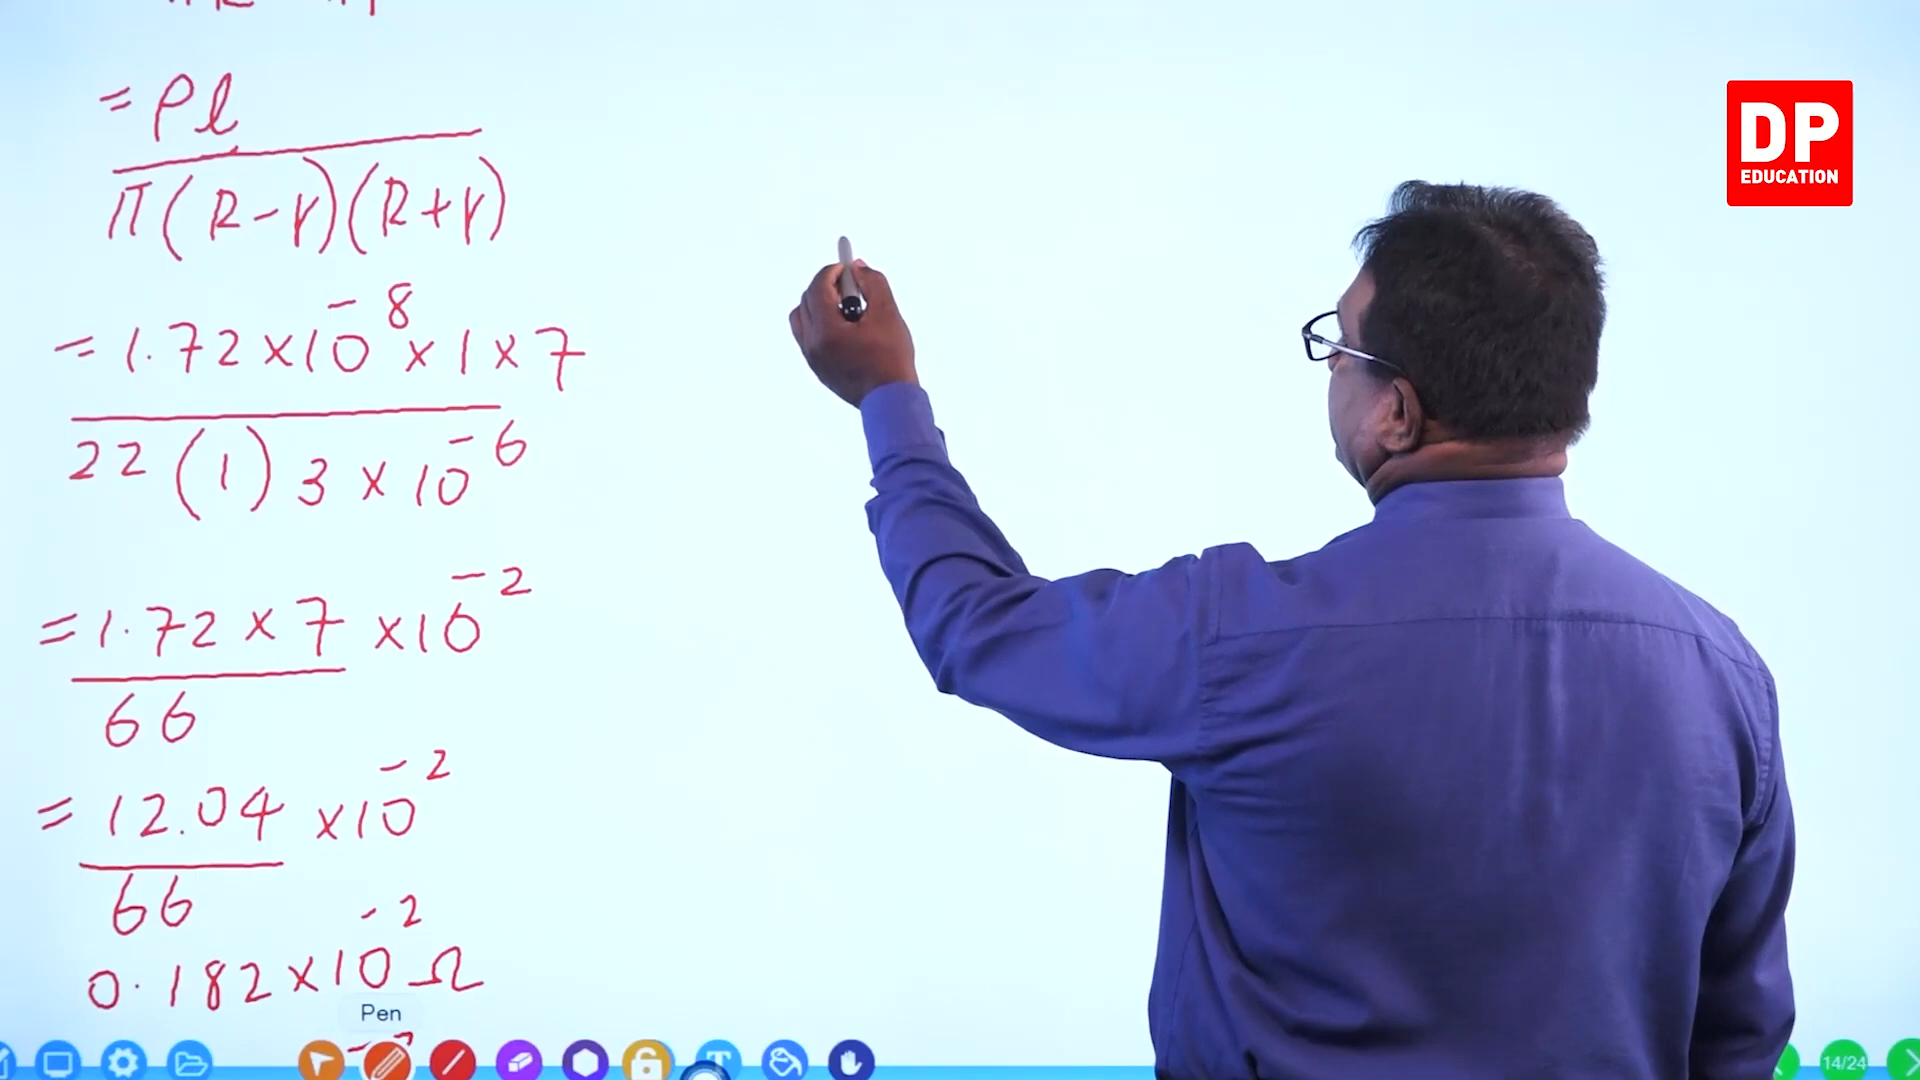 = ρl
π(R-r)(R+r)
= 1.72 × 10⁻⁸ × 1 × 7
22 (1) 3 × 10⁻⁶
= 1.72 × 7 × 10⁻²
66
= 12.04 × 10⁻²
66
0.182 × 10⁻² Ω
Pen
DP
EDUCATION
14/24